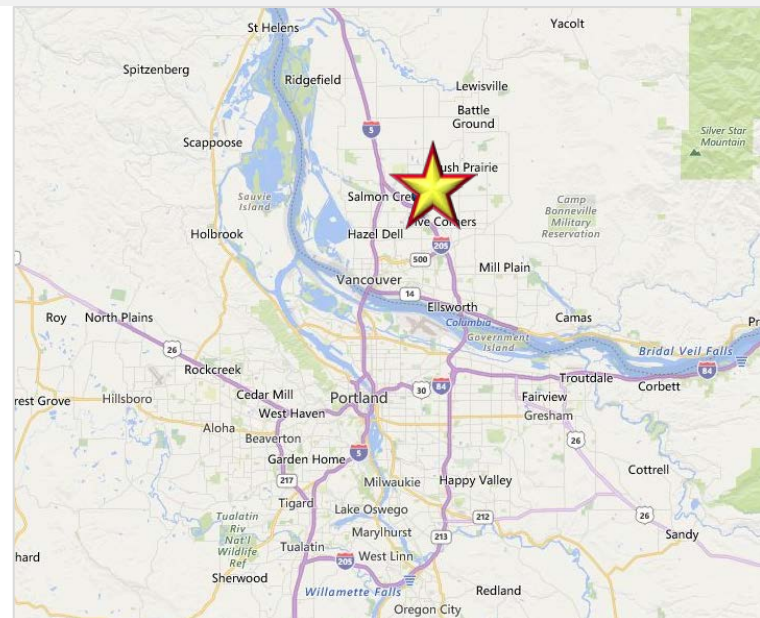 St Helens
Yacolt
Spitzenberg
Ridgefield
Lewisville
Battle
Ground
5
Silver Star
Mountain
Scappoose
ush Prairie
Salmon Cre
Sauvie
Island
Camp
Bonneville
Military
Reservation
Holbrook
Hazel Dell
ive Corners
205
500
Mill Plain
Vancouver
14
Ellsworth
Camas
Roy
North Plains
Columbia
Government
Island
Pr
26
Bridal Veil Falls
84
Rockcreek
Troutdale
Corbett
30
84
rest Grove
Hillsboro
Cedar Mill
Portland
Fairview
West Haven
Gresham
Aloha
Beaverton
26
5
Garden Home
Cottrell
217
Milwaukie
Happy Valley
Tigard
Lake Oswego
212
26
Tualatin
Riv
Nat'l
Wildlife
Ref
Marylhurst
213
Sandy
hard
Tualatin
205
West Linn
Sherwood
Willamette Falls
Redland
Oregon City